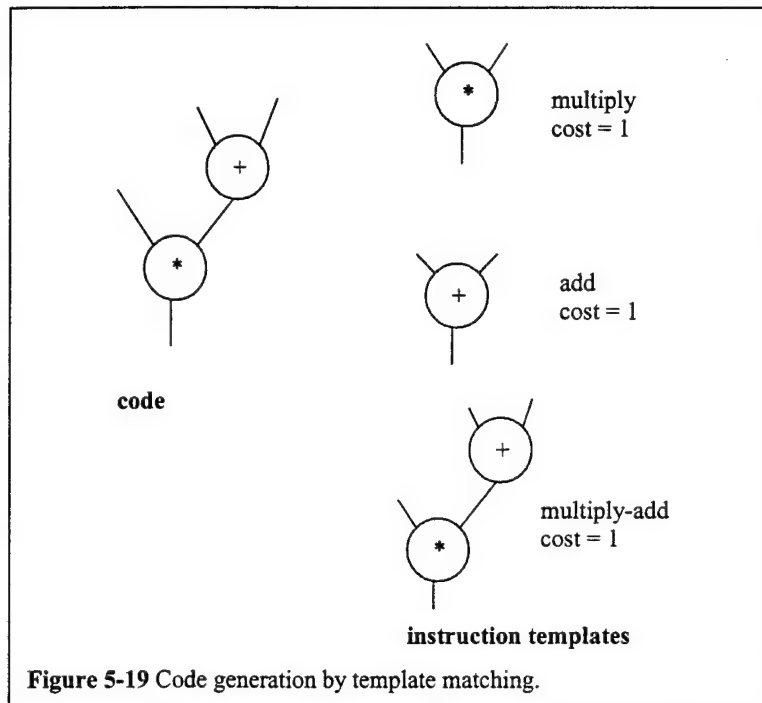 *
multiply
cost = 1
+
*
code
+
add
cost = 1
+
*
multiply-add
cost = 1
instruction templates
Figure 5-19 Code generation by template matching.